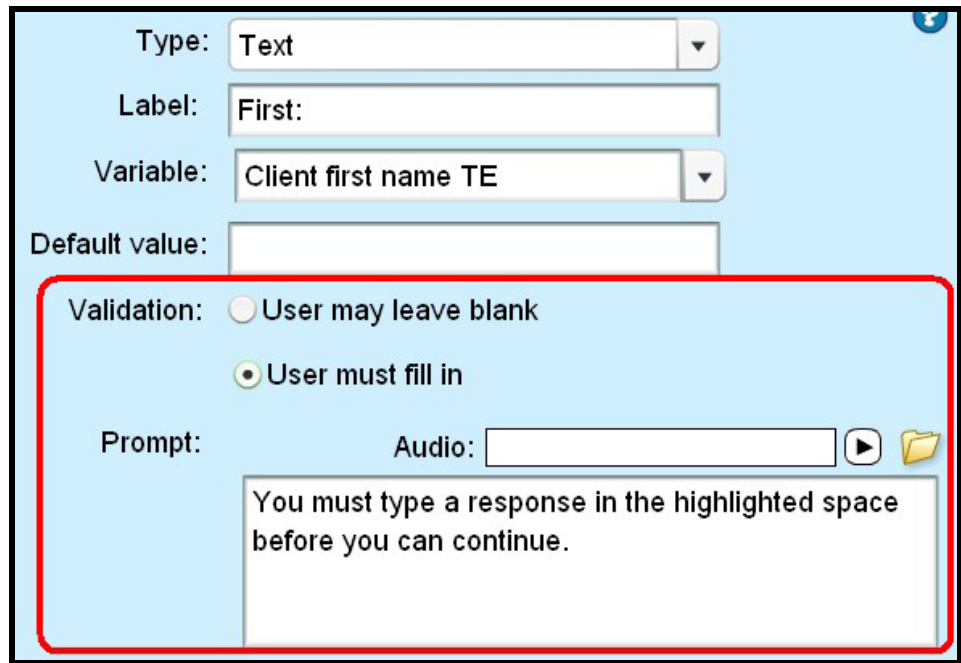 ?
Type: Text
Label: First:
Variable: Client first name TE
Default value:
Validation: User may leave blank
User must fill in
Prompt: Audio:
You must type a response in the highlighted space
before you can continue.